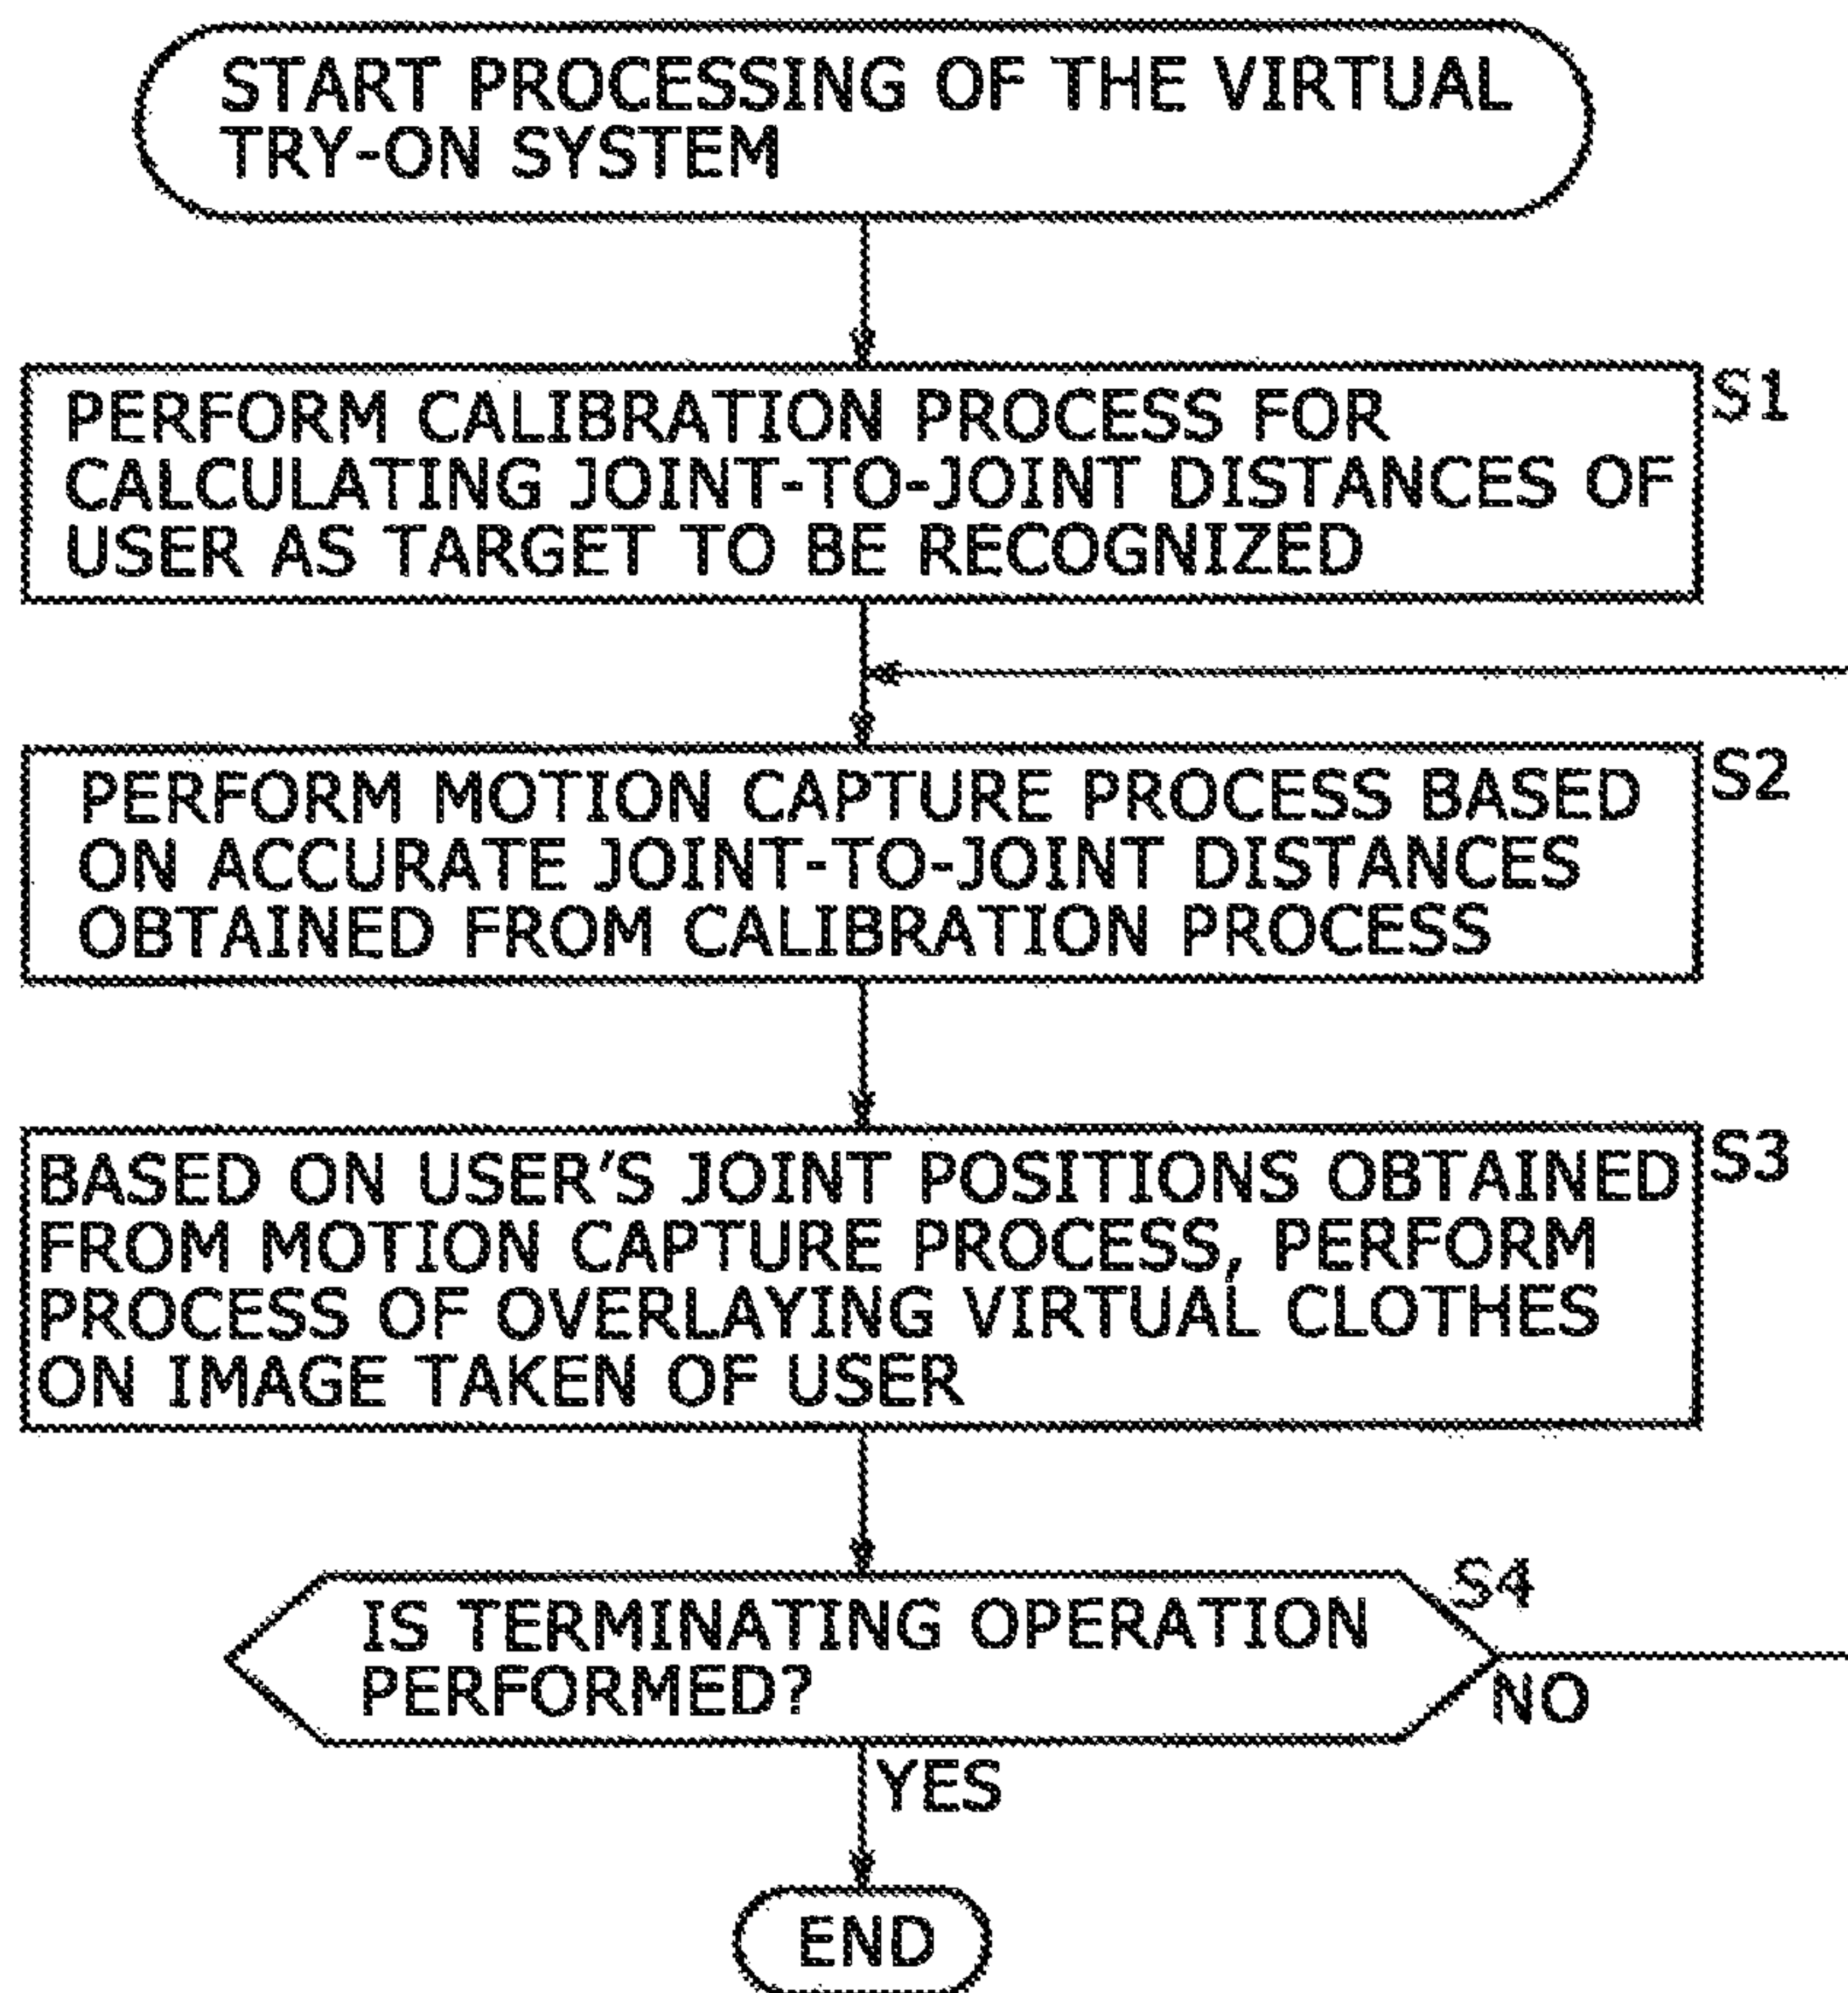 START PROCESSING OF THE VIRTUAL
TRY-ON SYSTEM
S1
PERFORM CALIBRATION PROCESS FOR
CALCULATING JOINT-TO-JOINT DISTANCES OF
USER AS TARGET TO BE RECOGNIZED
S2
PERFORM MOTION CAPTURE PROCESS BASED
ON ACCURATE JOINT-TO-JOINT DISTANCES
OBTAINED FROM CALIBRATION PROCESS
S3
BASED ON USER'S JOINT POSITIONS OBTAINED
FROM MOTION CAPTURE PROCESS, PERFORM
PROCESS OF OVERLAYING VIRTUAL CLOTHES
ON IMAGE TAKEN OF USER
S4
IS TERMINATING OPERATION
PERFORMED?
NO
YES
END